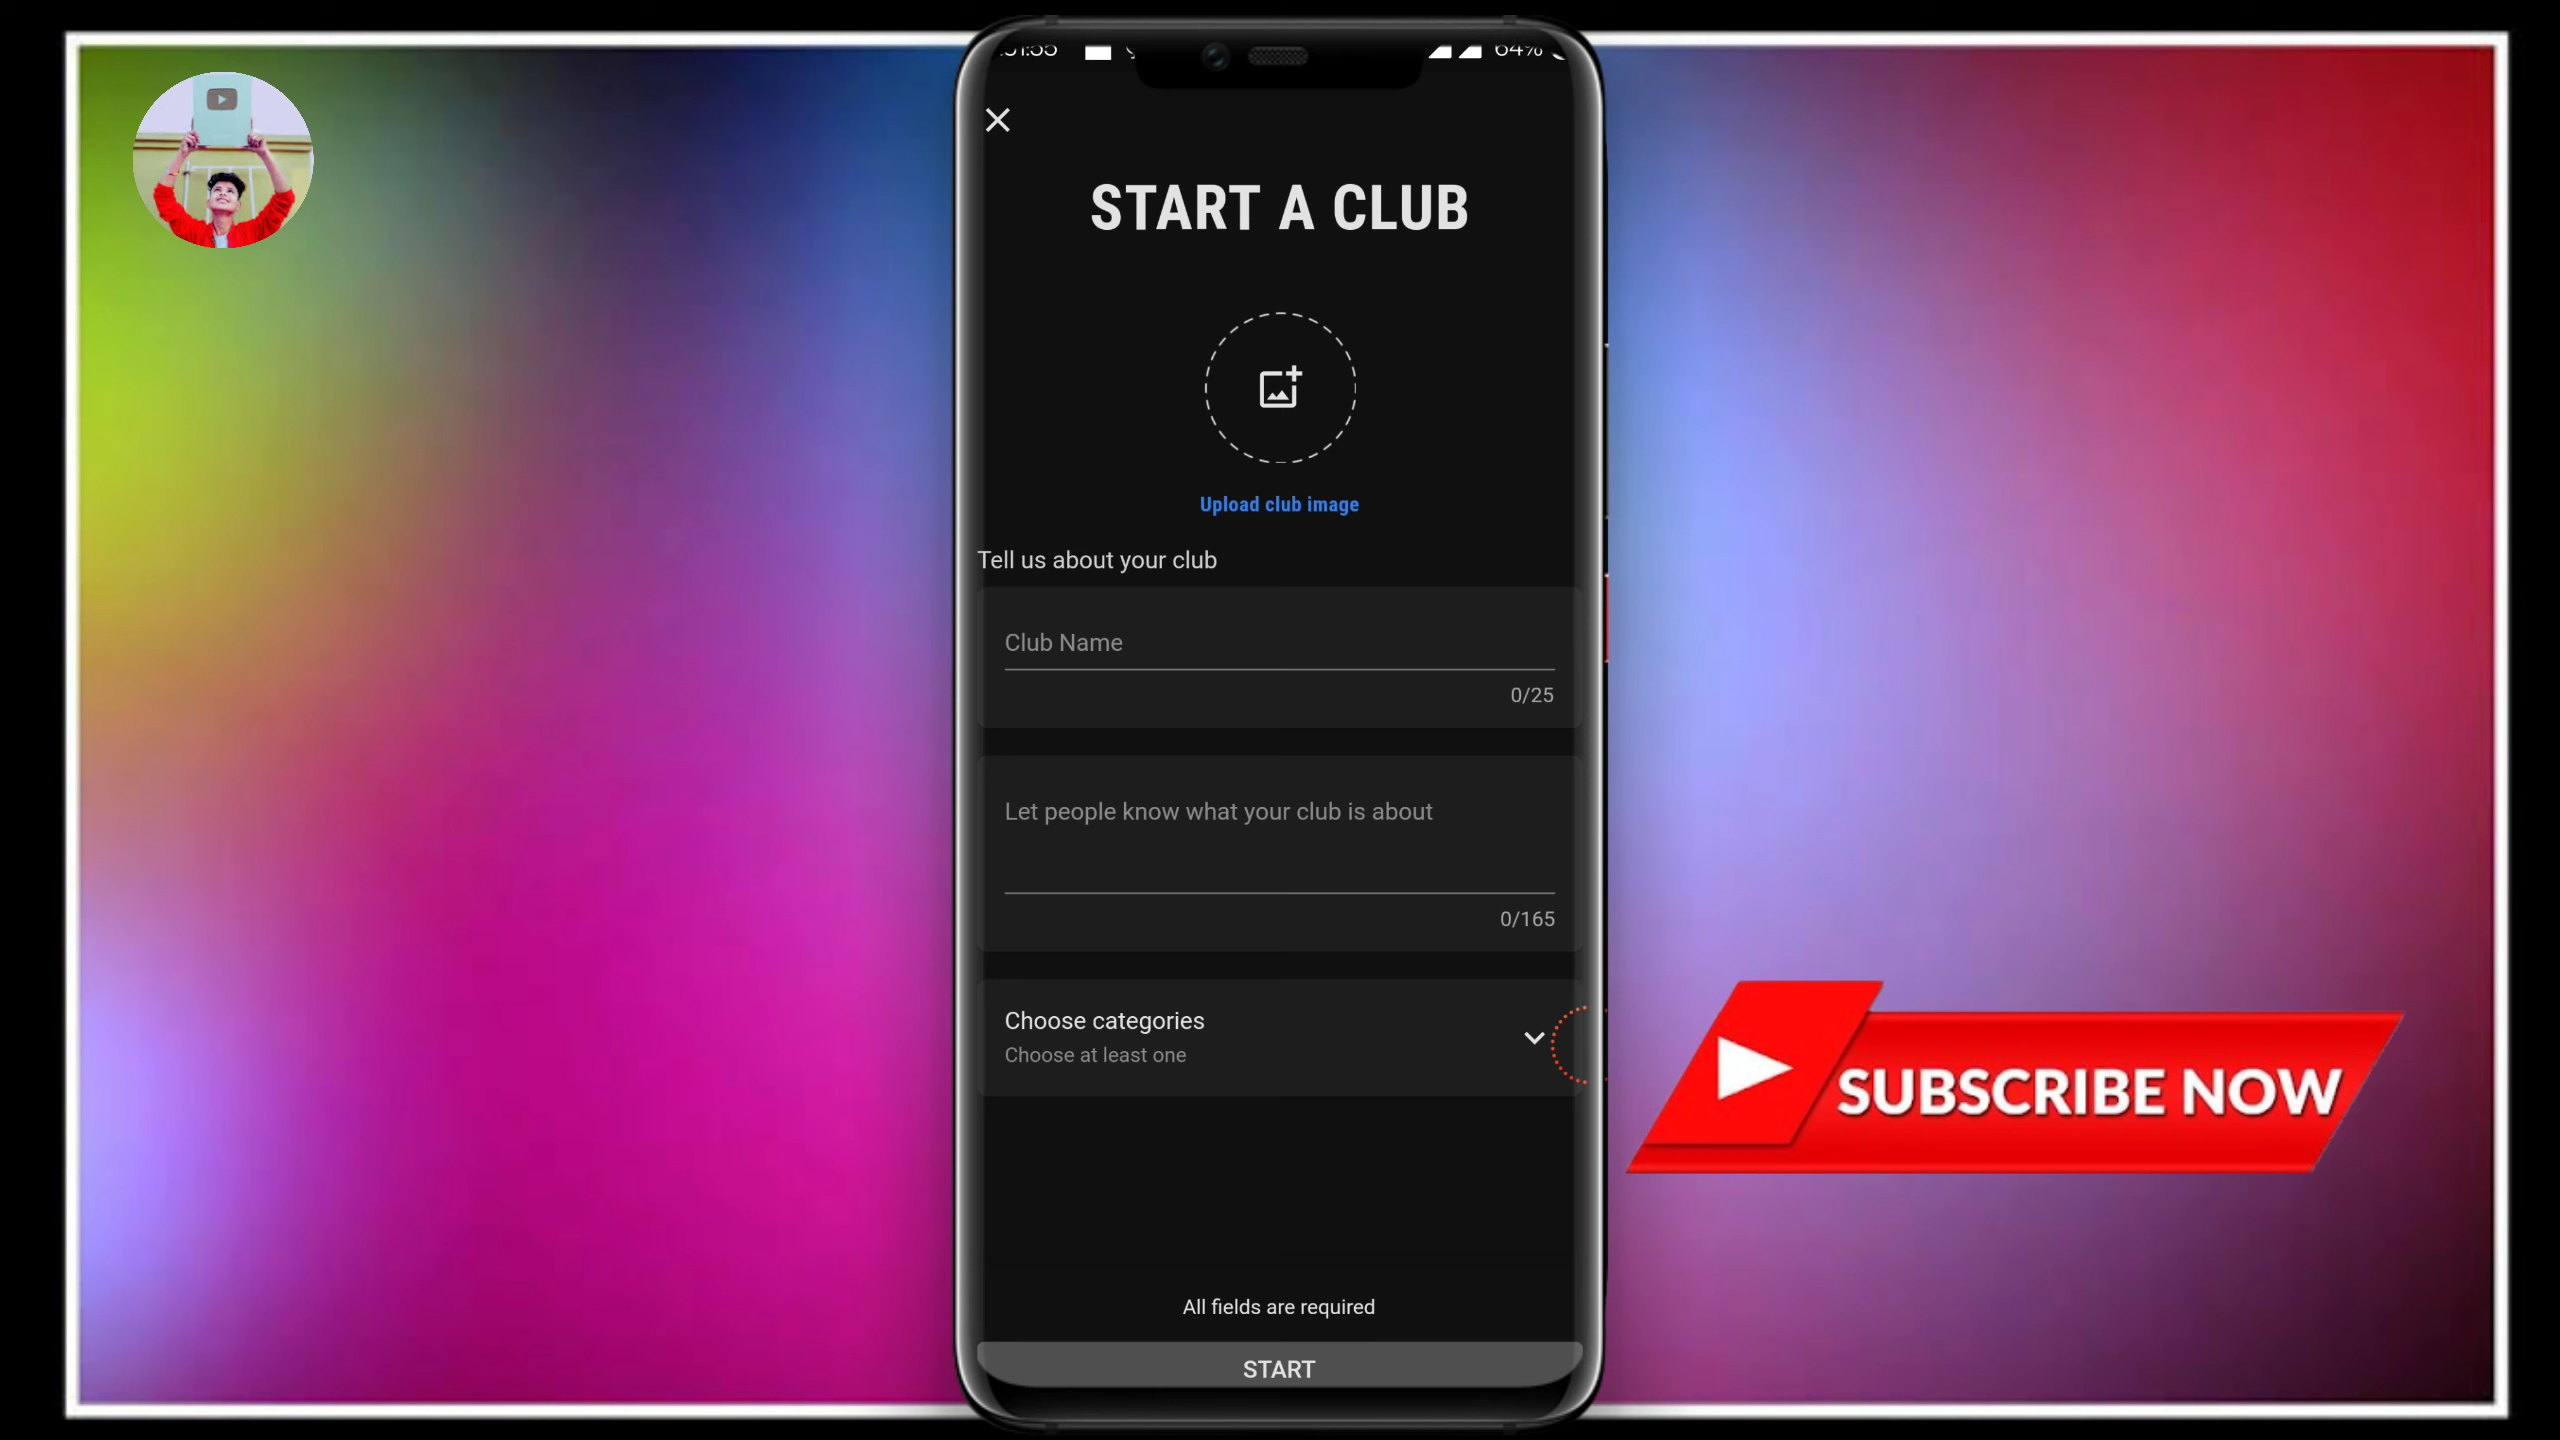 START A CLUB
Upload club image
Tell us about your club
Club Name
0/25
Let people know what your club is about
0/165
Choose categories
Choose at least one
SUBSCRIBE NOW
All fields are required
START